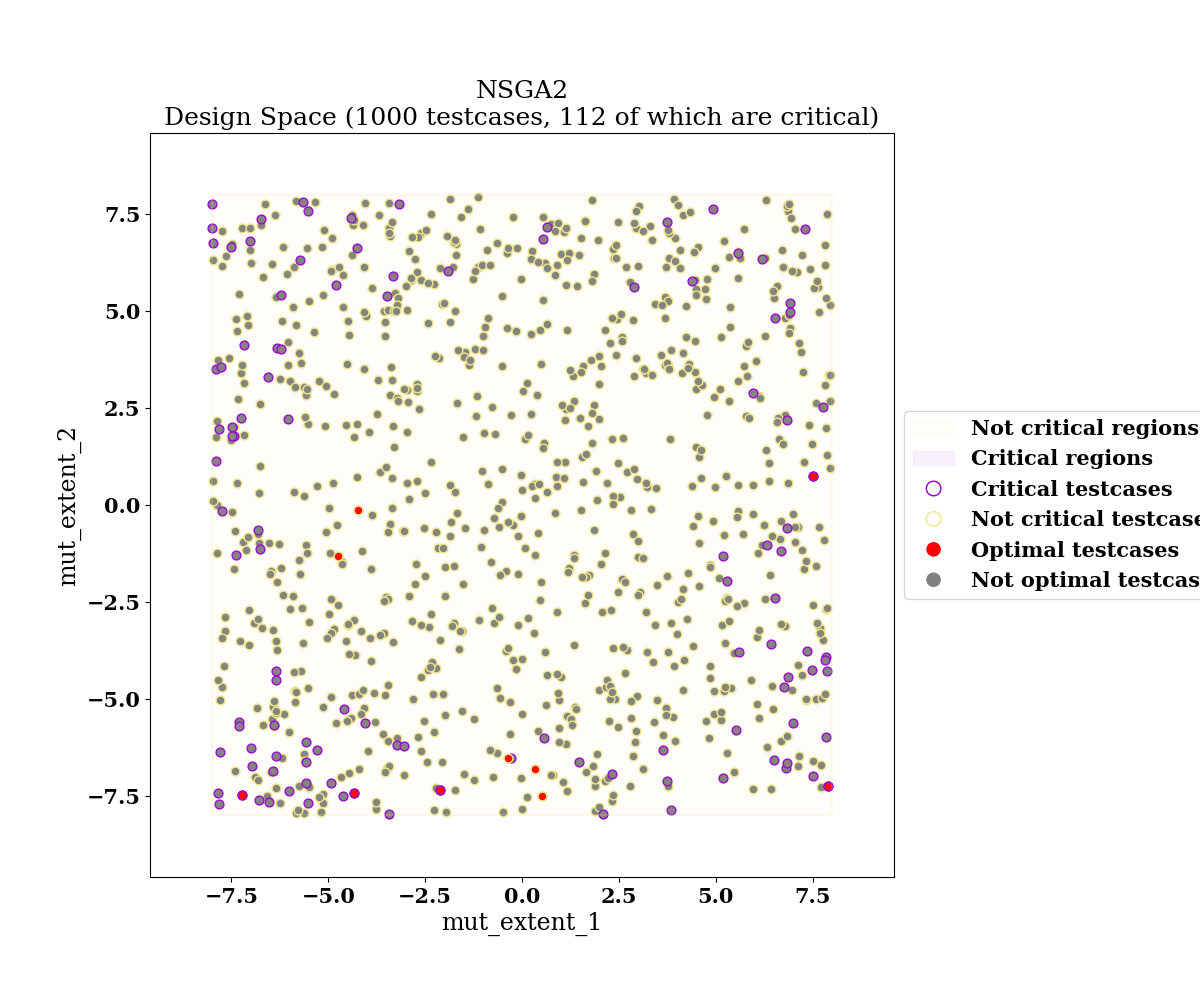 NSGA2
Design Space (1000 testcases, 112 of which are critical)
mut_extent_2
7.5
5.0
2.5
0.0
−2.5
−5.0
−7.5
−7.5
−5.0
−2.5
0.0
2.5
5.0
7.5
mut_extent_1
Not critical regions
Critical regions
Critical testcases
Not critical testcase
Optimal testcases
Not optimal testcas